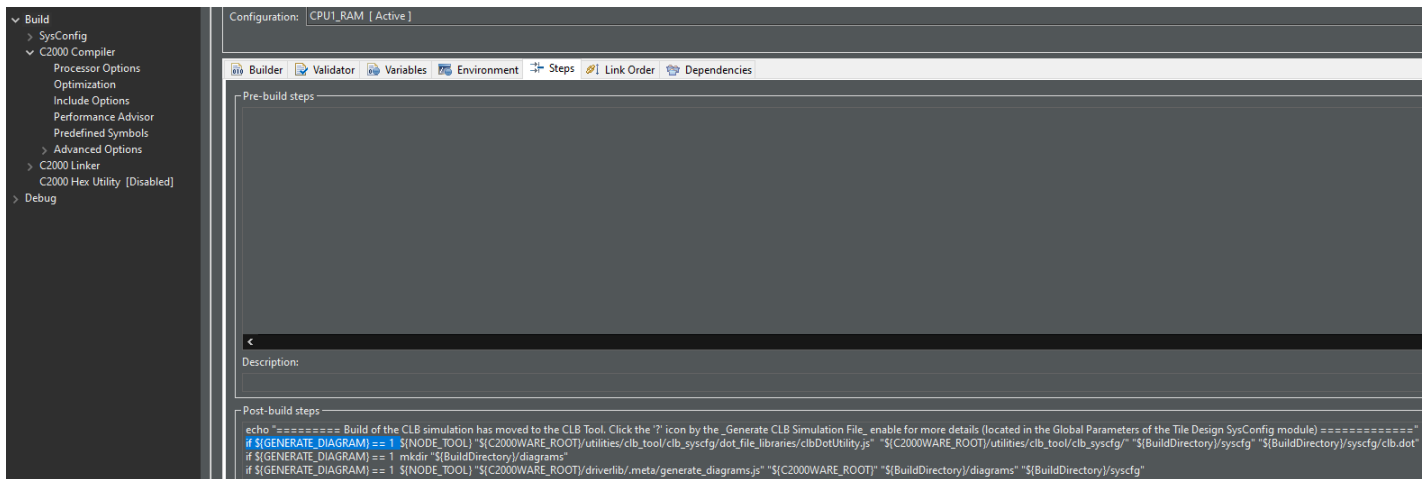 Build
SysConfig
C2000 Compiler
Processor Options
Optimization
Include Options
Performance Advisor
Predefined Symbols
Advanced Options
C2000 Linker
C2000 Hex Utility [Disabled]
Debug
Configuration: CPU1_RAM [ Active ]
Builder Validator Variables Environment Steps Link Order Dependencies
Pre-build steps
Description:
Post-build steps
echo "========= Build of the CLB simulation has moved to the CLB Tool. Click the '?' icon by the _Generate CLB Simulation File_ enable for more details (located in the Global Parameters of the Tile Design SysConfig module) ============="
if ${GENERATE_DIAGRAM} == 1 ${NODE_TOOL} "${C2000WARE_ROOT}/utilities/clb_tool/clb_syscfg/dot_file_libraries/clbDotUtility.js" "${C2000WARE_ROOT}/utilities/clb_tool/clb_syscfg/" "${BuildDirectory}/syscfg" "${BuildDirectory}/syscfg/clb.dot"
if ${GENERATE_DIAGRAM} == 1 mkdir "${BuildDirectory}/diagrams"
if ${GENERATE_DIAGRAM} == 1 ${NODE_TOOL} "${C2000WARE_ROOT}/driverlib/.meta/generate_diagrams.js" "${C2000WARE_ROOT}" "${BuildDirectory}/diagrams" "${BuildDirectory}/syscfg"